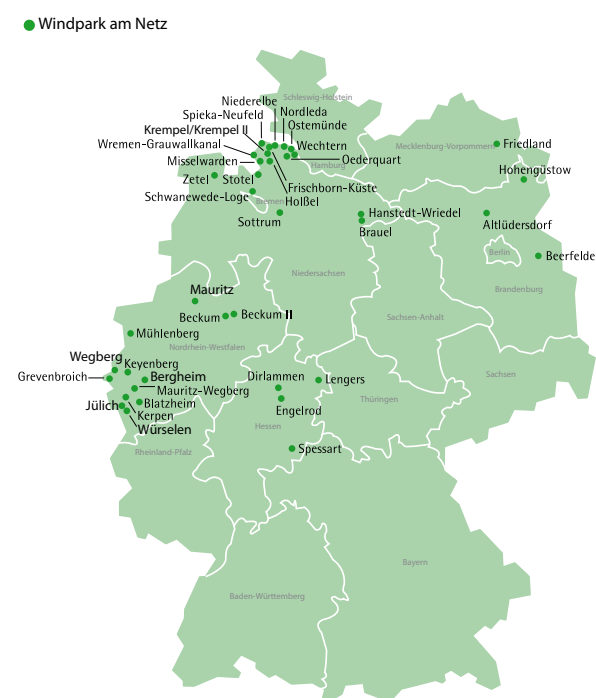 Windpark am Netz
Schleswig-Holstein
Niederelbe
Nordleda
Spieka-Neufeld
Ostemünde
Krempel/Krempel II
Wremen-Grauwallkanal
Wechtern
Mecklenburg-Vorpommern
Friedland
Misselwarden
Oederquart
Hamburg
Hohengüstow
Zetel
Stotel
Frischborn-Küste
Schwanewede-Loge
Holßel
Bremen
Hanstedt-Wriedel
Sottrum
Brauel
Altlüdersdorf
Berlin
Beerfelde
Niedersachsen
Brandenburg
Mauritz
Beckum
Beckum II
Sachsen-Anhalt
Mühlenberg
Nordrhein-Westfalen
Wegberg
Keyenberg
Grevenbroich
Bergheim
Dirlammen
Lengers
Sachsen
Mauritz-Wegberg
Thüringen
Jülich
Blatzheim
Engelrod
Kerpen
Würselen
Hessen
Rheinland-Pfalz
Spessart
Bayern
Baden-Württemberg